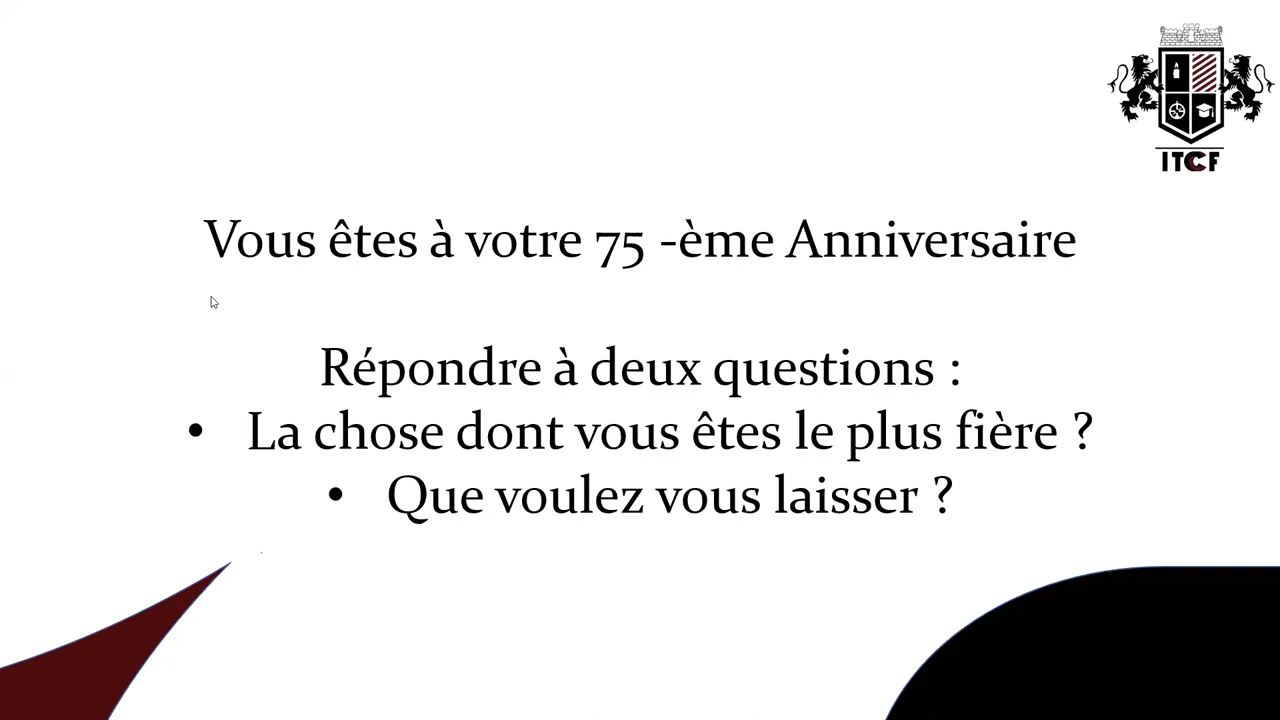 ITCF
Vous êtes à votre 75 -ème Anniversaire
Répondre à deux questions :
• La chose dont vous êtes le plus fière ?
• Que voulez vous laisser ?